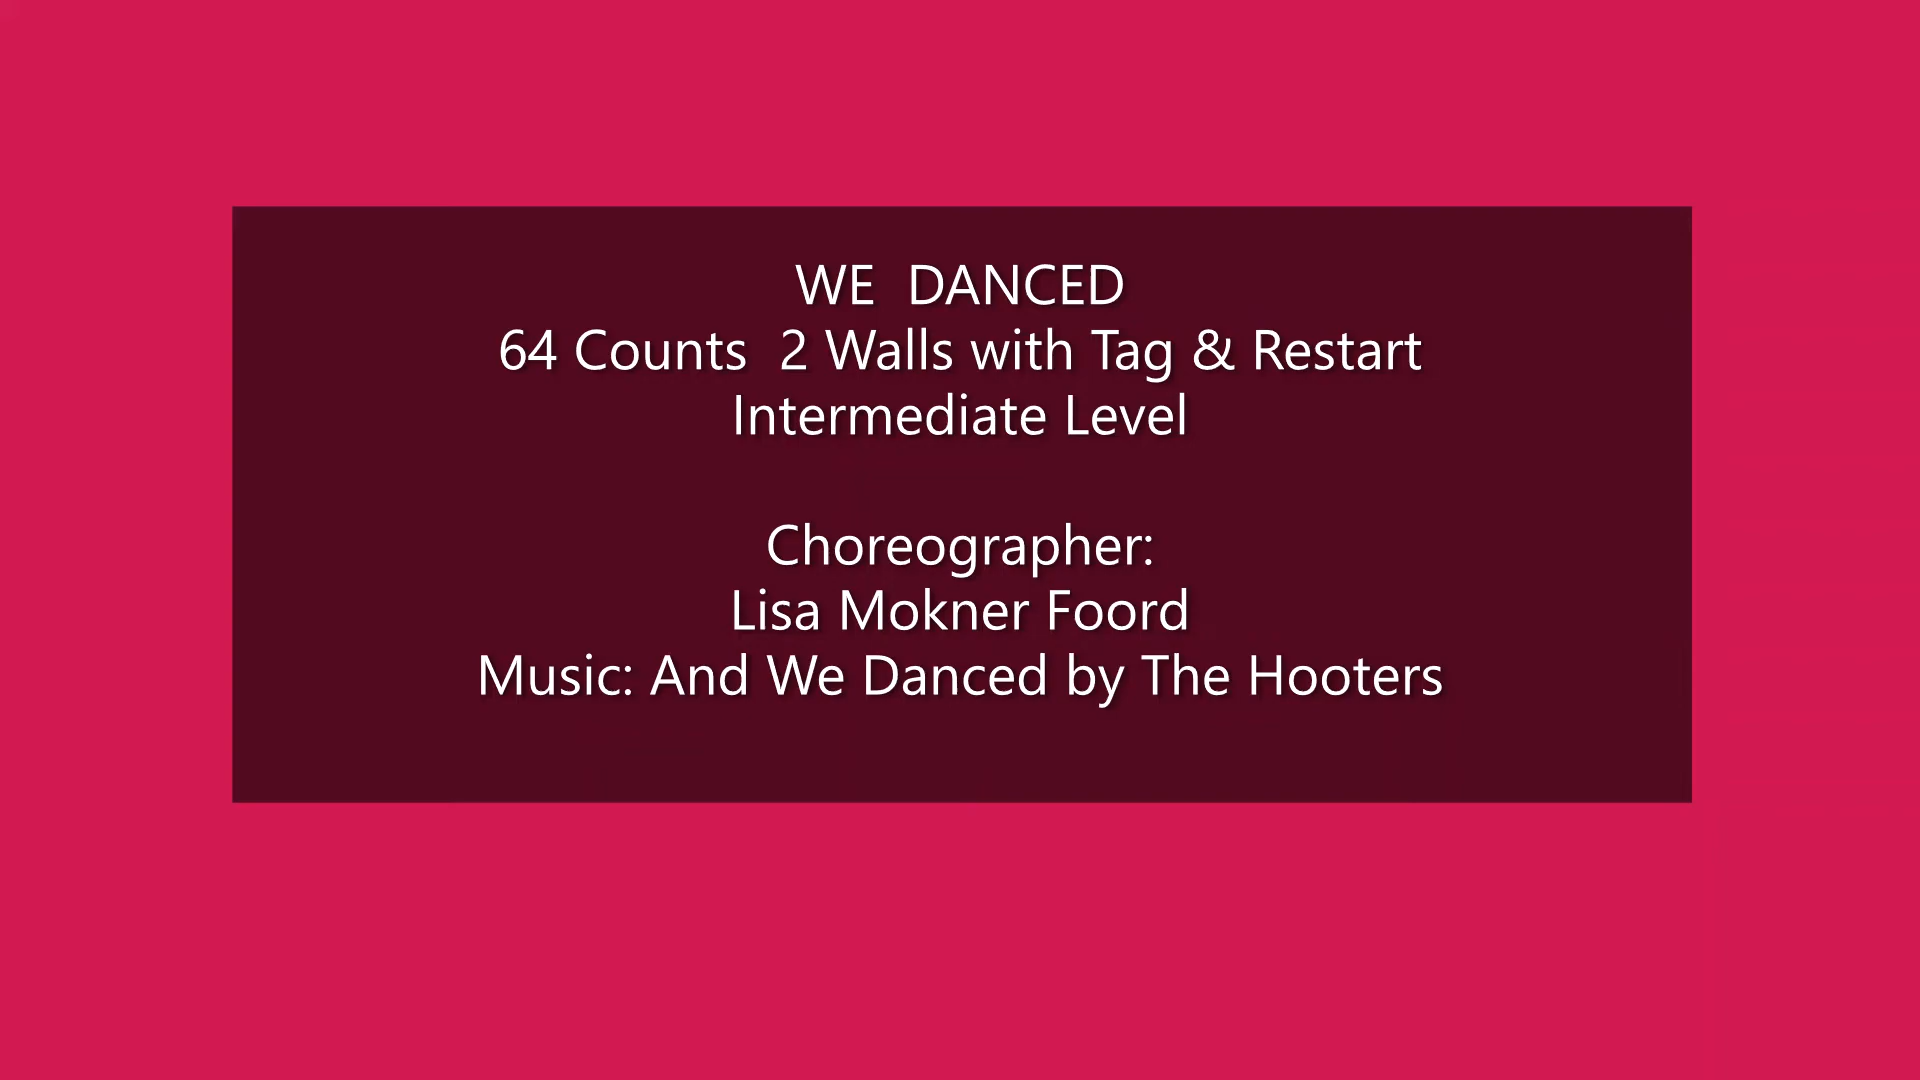 WE  DANCED
64 Counts  2 Walls with Tag & Restart
Intermediate Level
Choreographer:
Lisa Mokner Foord
Music: And We Danced by The Hooters